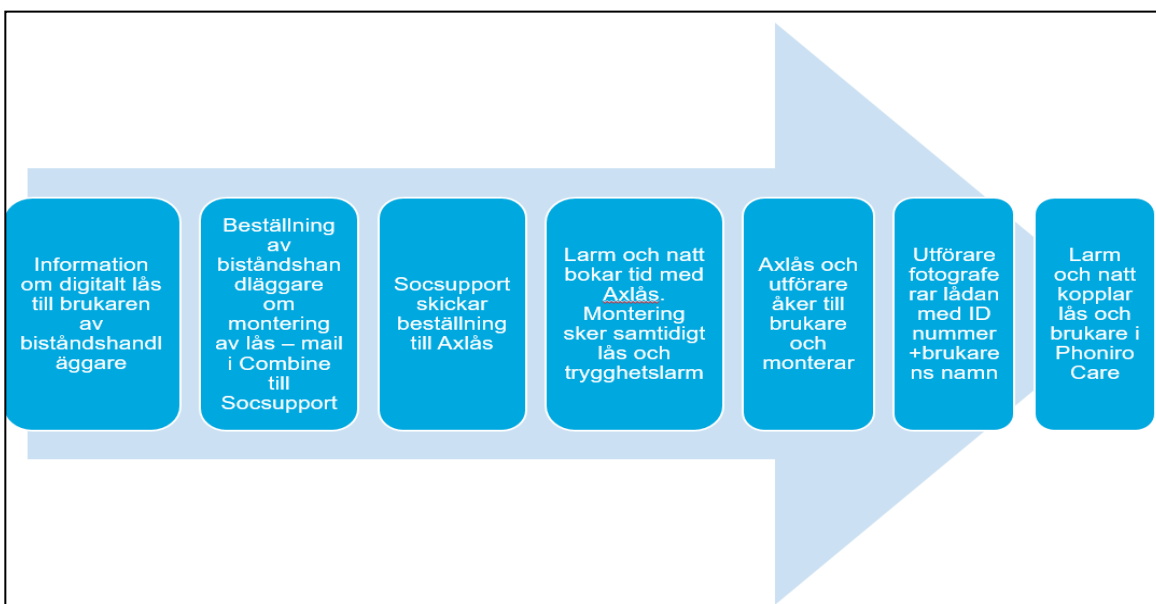 Information
om digitalt lås
till brukaren
av
biståndshandl
äggare
Beställning
av
biståndshan
dläggare
om
montering
av lås – mail
i Combine
till
Socsupport
Socsupport
skickar
beställning
till Axlås
Larm och natt
bokar tid med
Axlås.
Montering
sker samtidigt
lås och
trygghetslarm
Axlås och
utförare
åker till
brukare
och
monterar
Utförare
fotografe
rar lådan
med ID
nummer
+brukare
ns namn
Larm
och natt
kopplar
lås och
brukare i
Phoniro
Care